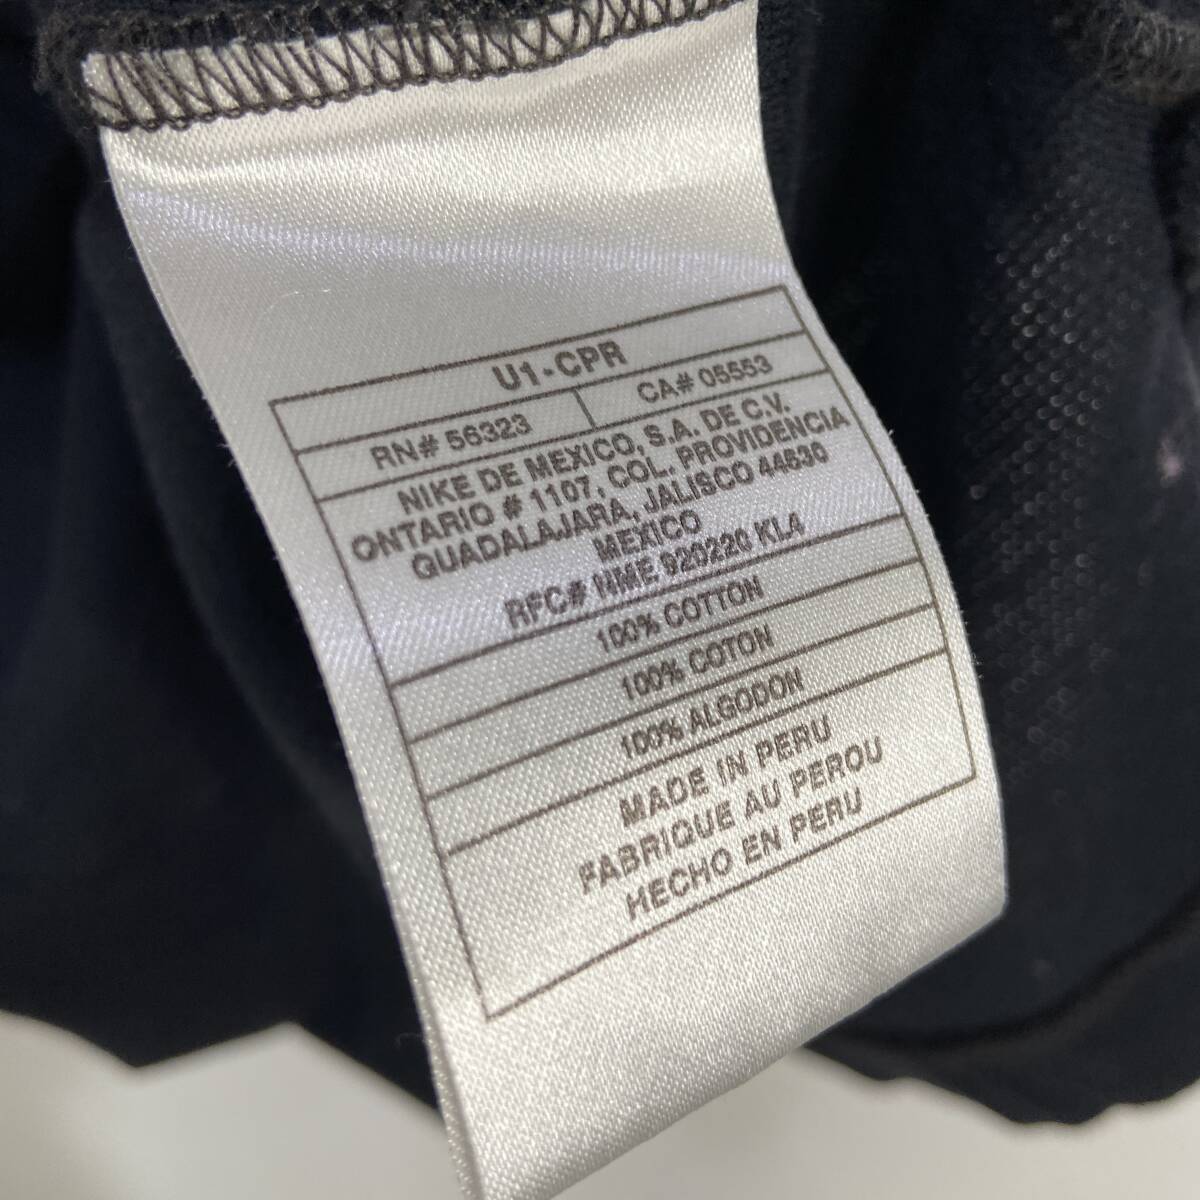 U1-CPR
RN# 56323 CA# 05553
NIKE DE MEXICO, S.A. DE C.V.
ONTARIO # 1107, COL. PROVIDENCIA
GUADALAJARA, JALISCO 44630
MEXICO
RFC# NME 920220 KL4
100% COTTON
100% COTON
100% ALGODON
MADE IN PERU
FABRIQUE AU PEROU
HECHO EN PERU